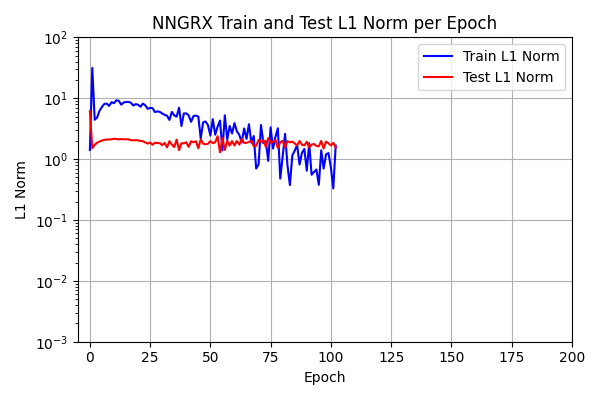 NNGRX Train and Test L1 Norm per Epoch
Train L1 Norm
Test L1 Norm
L1 Norm
10²
10¹
10⁰
10⁻¹
10⁻²
10⁻³
0 25 50 75 100 125 150 175 200
Epoch